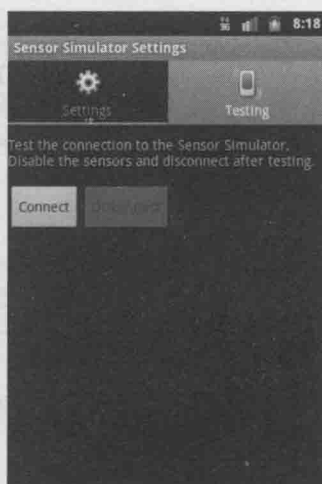 8:18
Sensor Simulator Settings
Settings
Testing
Test the connection to the Sensor Simulator.
Disable the sensors and disconnect after testing.
Connect
Disconnect